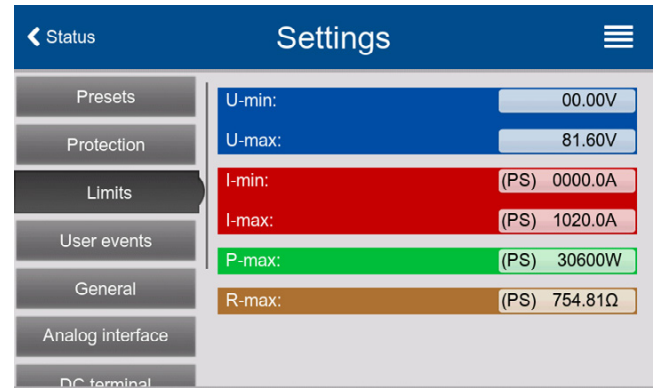 Status
Settings
Presets
Protection
Limits
User events
General
Analog interface
DC terminal
U-min: 00.00V
U-max: 81.60V
I-min: (PS) 0000.0A
I-max: (PS) 1020.0A
P-max: (PS) 30600W
R-max: (PS) 754.81Ω